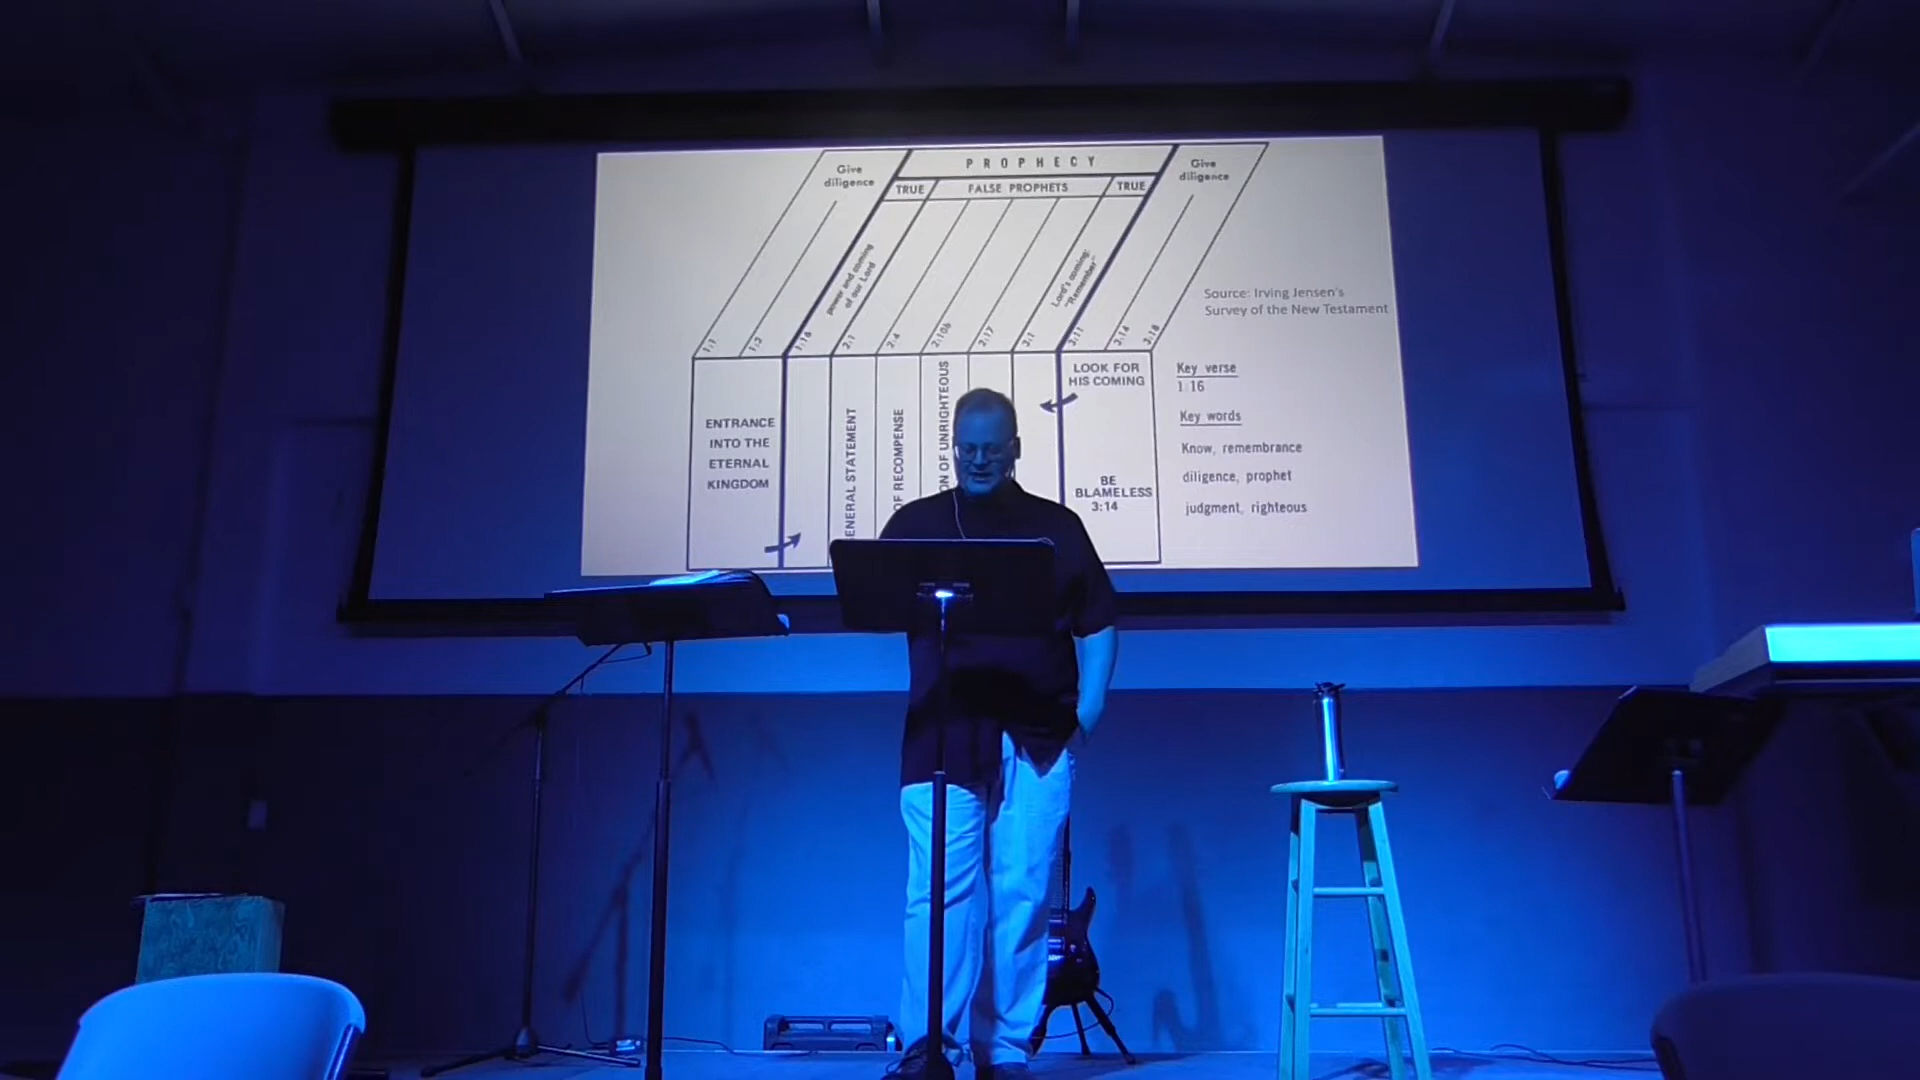 PROPHECY
Give
diligence
TRUE
FALSE PROPHETS
TRUE
Give
diligence
power and coming
of our Lord
Lord's coming:
"Remember"
Source: Irving Jensen's
Survey of the New Testament
1:1
1:2
1:16
2:1
2:4
2:10b
2:17
3:1
3:11
3:14
3:18
ENTRANCE
INTO THE
ETERNAL
KINGDOM
GENERAL STATEMENT
OF RECOMPENSE
OF UNRIGHTEOUS
LOOK FOR
HIS COMING
BE
BLAMELESS
3:14
Key verse
1:16
Key words
Know, remembrance
diligence, prophet
judgment, righteous